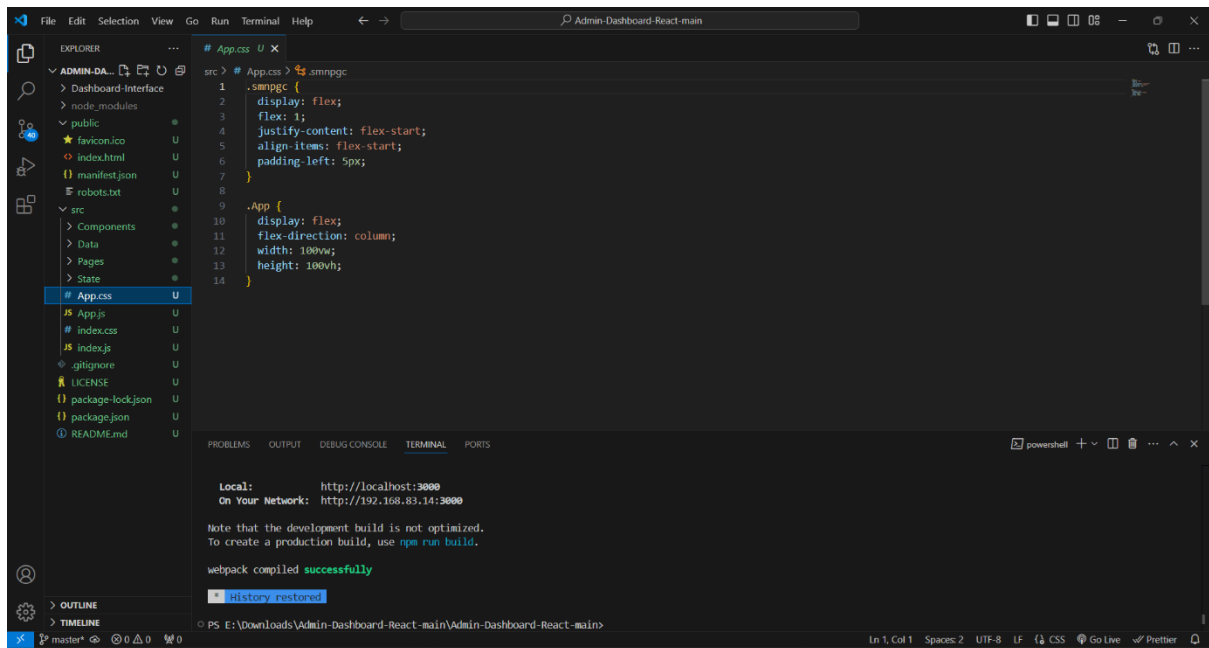 File Edit Selection View Go Run Terminal Help
Admin-Dashboard-React-main
EXPLORER
ADMIN-DA...
Dashboard-Interface
node_modules
public
favicon.ico U
index.html U
manifest.json U
robots.txt U
src
Components
Data
Pages
State
App.css U
App.js U
index.css U
index.js U
.gitignore U
LICENSE U
package-lock.json U
package.json U
README.md U
OUTLINE
TIMELINE
40
# App.css U
src > # App.css > .smnpgc
1 .smnpgc {
2 display: flex;
3 flex: 1;
4 justify-content: flex-start;
5 align-items: flex-start;
6 padding-left: 5px;
7 }
8
9 .App {
10 display: flex;
11 flex-direction: column;
12 width: 100vw;
13 height: 100vh;
14 }
PROBLEMS OUTPUT DEBUG CONSOLE TERMINAL PORTS
powershell
Local: http://localhost:3000
On Your Network: http://192.168.83.14:3000
Note that the development build is not optimized.
To create a production build, use npm run build.
webpack compiled successfully
* History restored
PS E:\Downloads\Admin-Dashboard-React-main\Admin-Dashboard-React-main>
master* 0 0 0 Ln 1, Col 1 Spaces: 2 UTF-8 LF CSS Go Live Prettier